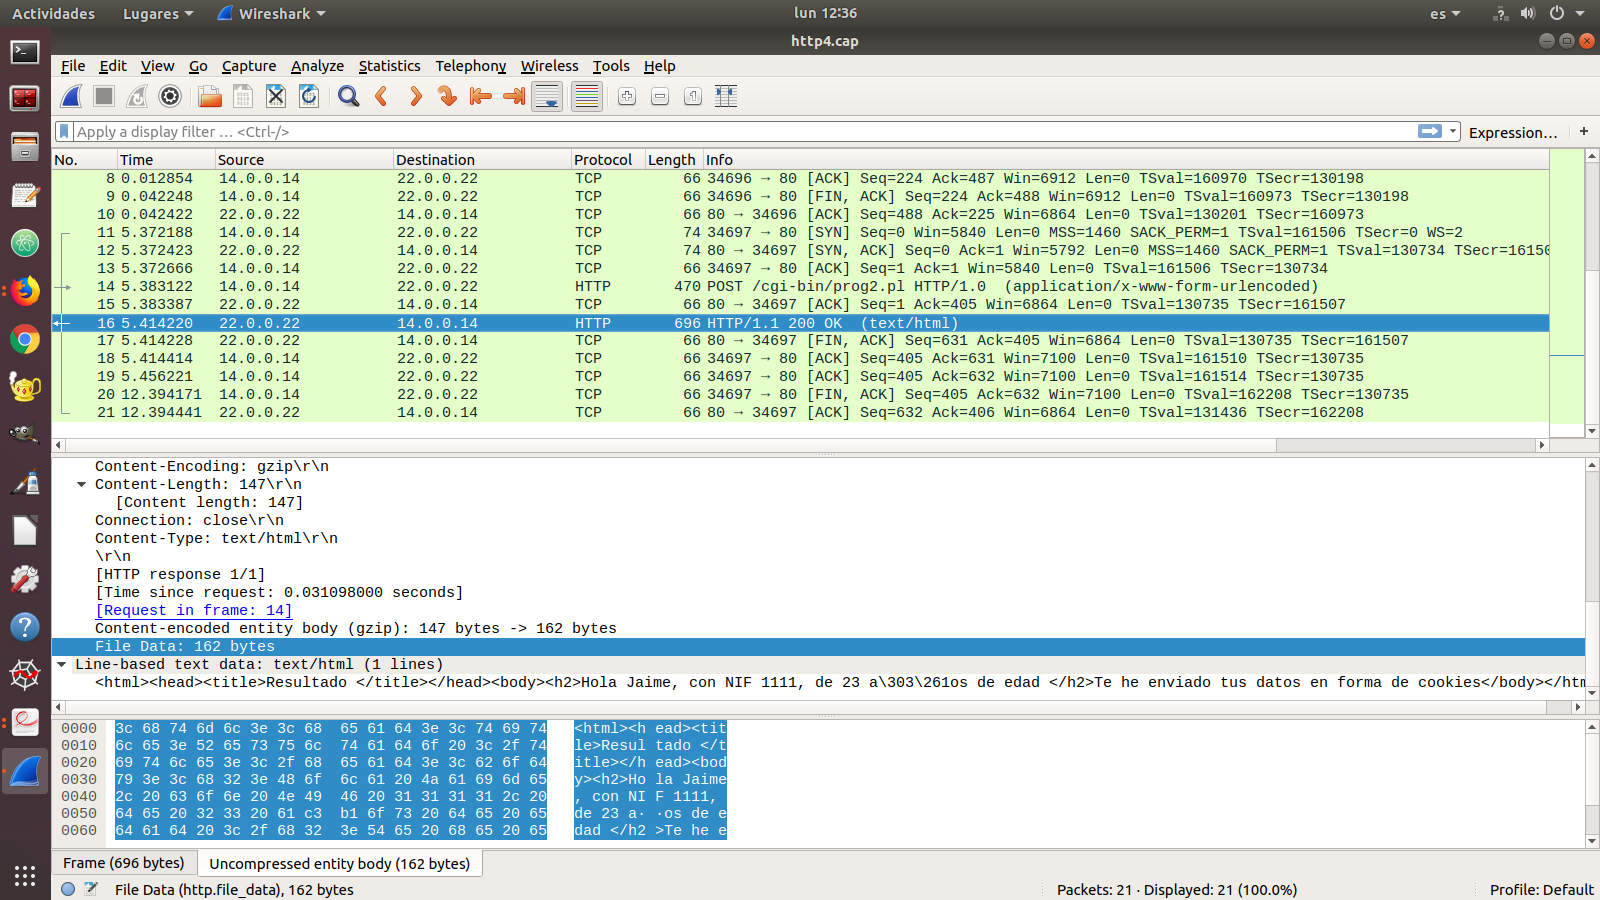 Actividades Lugares Wireshark lun 12:36 es
http4.cap
File Edit View Go Capture Analyze Statistics Telephony Wireless Tools Help
Apply a display filter … <Ctrl-/> Expression… +
No. Time Source Destination Protocol Length Info
8 0.012854 14.0.0.14 22.0.0.22 TCP 66 34696 → 80 [ACK] Seq=224 Ack=487 Win=6912 Len=0 TSval=160970 TSecr=130198
9 0.042248 14.0.0.14 22.0.0.22 TCP 66 34696 → 80 [FIN, ACK] Seq=224 Ack=488 Win=6912 Len=0 TSval=160973 TSecr=130198
10 0.042422 22.0.0.22 14.0.0.14 TCP 66 80 → 34696 [ACK] Seq=488 Ack=225 Win=6864 Len=0 TSval=130201 TSecr=160973
11 5.372188 14.0.0.14 22.0.0.22 TCP 74 34697 → 80 [SYN] Seq=0 Win=5840 Len=0 MSS=1460 SACK_PERM=1 TSval=161506 TSecr=0 WS=2
12 5.372423 22.0.0.22 14.0.0.14 TCP 74 80 → 34697 [SYN, ACK] Seq=0 Ack=1 Win=5792 Len=0 MSS=1460 SACK_PERM=1 TSval=130734 TSecr=16150
13 5.372666 14.0.0.14 22.0.0.22 TCP 66 34697 → 80 [ACK] Seq=1 Ack=1 Win=5840 Len=0 TSval=161506 TSecr=130734
14 5.383122 14.0.0.14 22.0.0.22 HTTP 470 POST /cgi-bin/prog2.pl HTTP/1.0 (application/x-www-form-urlencoded)
15 5.383387 22.0.0.22 14.0.0.14 TCP 66 80 → 34697 [ACK] Seq=1 Ack=405 Win=6864 Len=0 TSval=130735 TSecr=161507
16 5.414220 22.0.0.22 14.0.0.14 HTTP 696 HTTP/1.1 200 OK (text/html)
17 5.414228 22.0.0.22 14.0.0.14 TCP 66 80 → 34697 [FIN, ACK] Seq=631 Ack=405 Win=6864 Len=0 TSval=130735 TSecr=161507
18 5.414414 14.0.0.14 22.0.0.22 TCP 66 34697 → 80 [ACK] Seq=405 Ack=631 Win=7100 Len=0 TSval=161510 TSecr=130735
19 5.456221 14.0.0.14 22.0.0.22 TCP 66 34697 → 80 [ACK] Seq=405 Ack=632 Win=7100 Len=0 TSval=161514 TSecr=130735
20 12.394171 14.0.0.14 22.0.0.22 TCP 66 34697 → 80 [FIN, ACK] Seq=405 Ack=632 Win=7100 Len=0 TSval=162208 TSecr=130735
21 12.394441 22.0.0.22 14.0.0.14 TCP 66 80 → 34697 [ACK] Seq=632 Ack=406 Win=6864 Len=0 TSval=131436 TSecr=162208
Content-Encoding: gzip\r\n
Content-Length: 147\r\n
[Content length: 147]
Connection: close\r\n
Content-Type: text/html\r\n
\r\n
[HTTP response 1/1]
[Time since request: 0.031098000 seconds]
[Request in frame: 14]
Content-encoded entity body (gzip): 147 bytes -> 162 bytes
File Data: 162 bytes
Line-based text data: text/html (1 lines)
<html><head><title>Resultado </title></head><body><h2>Hola Jaime, con NIF 1111, de 23 a\303\261os de edad </h2>Te he enviado tus datos en forma de cookies</body></htm
0000 3c 68 74 6d 6c 3e 3c 68 65 61 64 3e 3c 74 69 74 <html><h ead><tit
0010 6c 65 3e 52 65 73 75 6c 74 61 64 6f 20 3c 2f 74 le>Resul tado </t
0020 69 74 6c 65 3e 3c 2f 68 65 61 64 3e 3c 62 6f 64 itle></h ead><bod
0030 79 3e 3c 68 32 3e 48 6f 6c 61 20 4a 61 69 6d 65 y><h2>Ho la Jaime
0040 2c 20 63 6f 6e 20 4e 49 46 20 31 31 31 31 2c 20 , con NI F 1111,
0050 64 65 20 32 33 20 61 c3 b1 6f 73 20 64 65 20 65 de 23 a· ·os de e
0060 64 61 64 20 3c 2f 68 32 3e 54 65 20 68 65 20 65 dad </h2 >Te he e
Frame (696 bytes) Uncompressed entity body (162 bytes)
File Data (http.file_data), 162 bytes Packets: 21 · Displayed: 21 (100.0%) Profile: Default